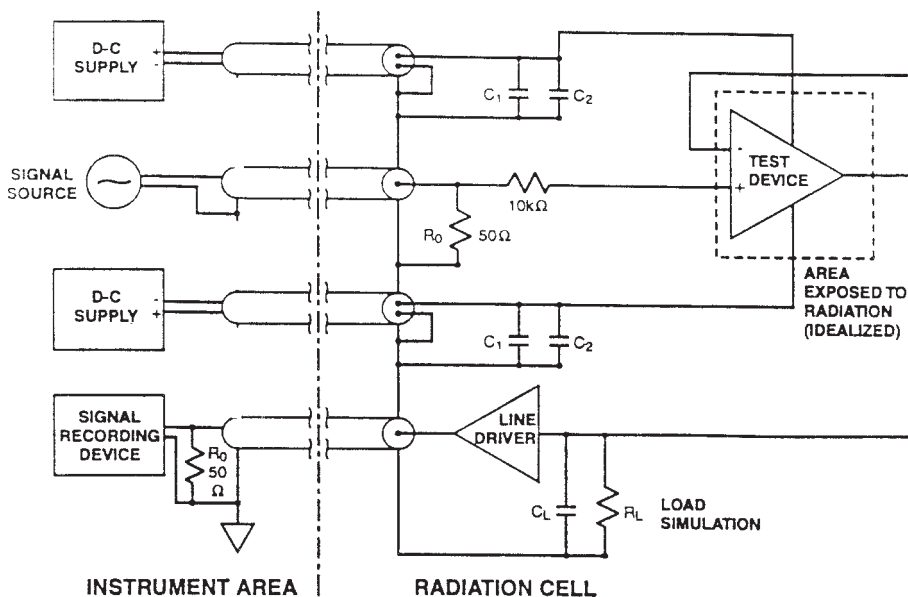 D-C
SUPPLY
+
-
C1
C2
-
TEST
DEVICE
+
SIGNAL
SOURCE
10kΩ
R0
50Ω
D-C
SUPPLY
-
+
C1
C2
AREA
EXPOSED TO
RADIATION
(IDEALIZED)
SIGNAL
RECORDING
DEVICE
R0
50
Ω
LINE
DRIVER
CL
RL
LOAD
SIMULATION
INSTRUMENT AREA
RADIATION CELL